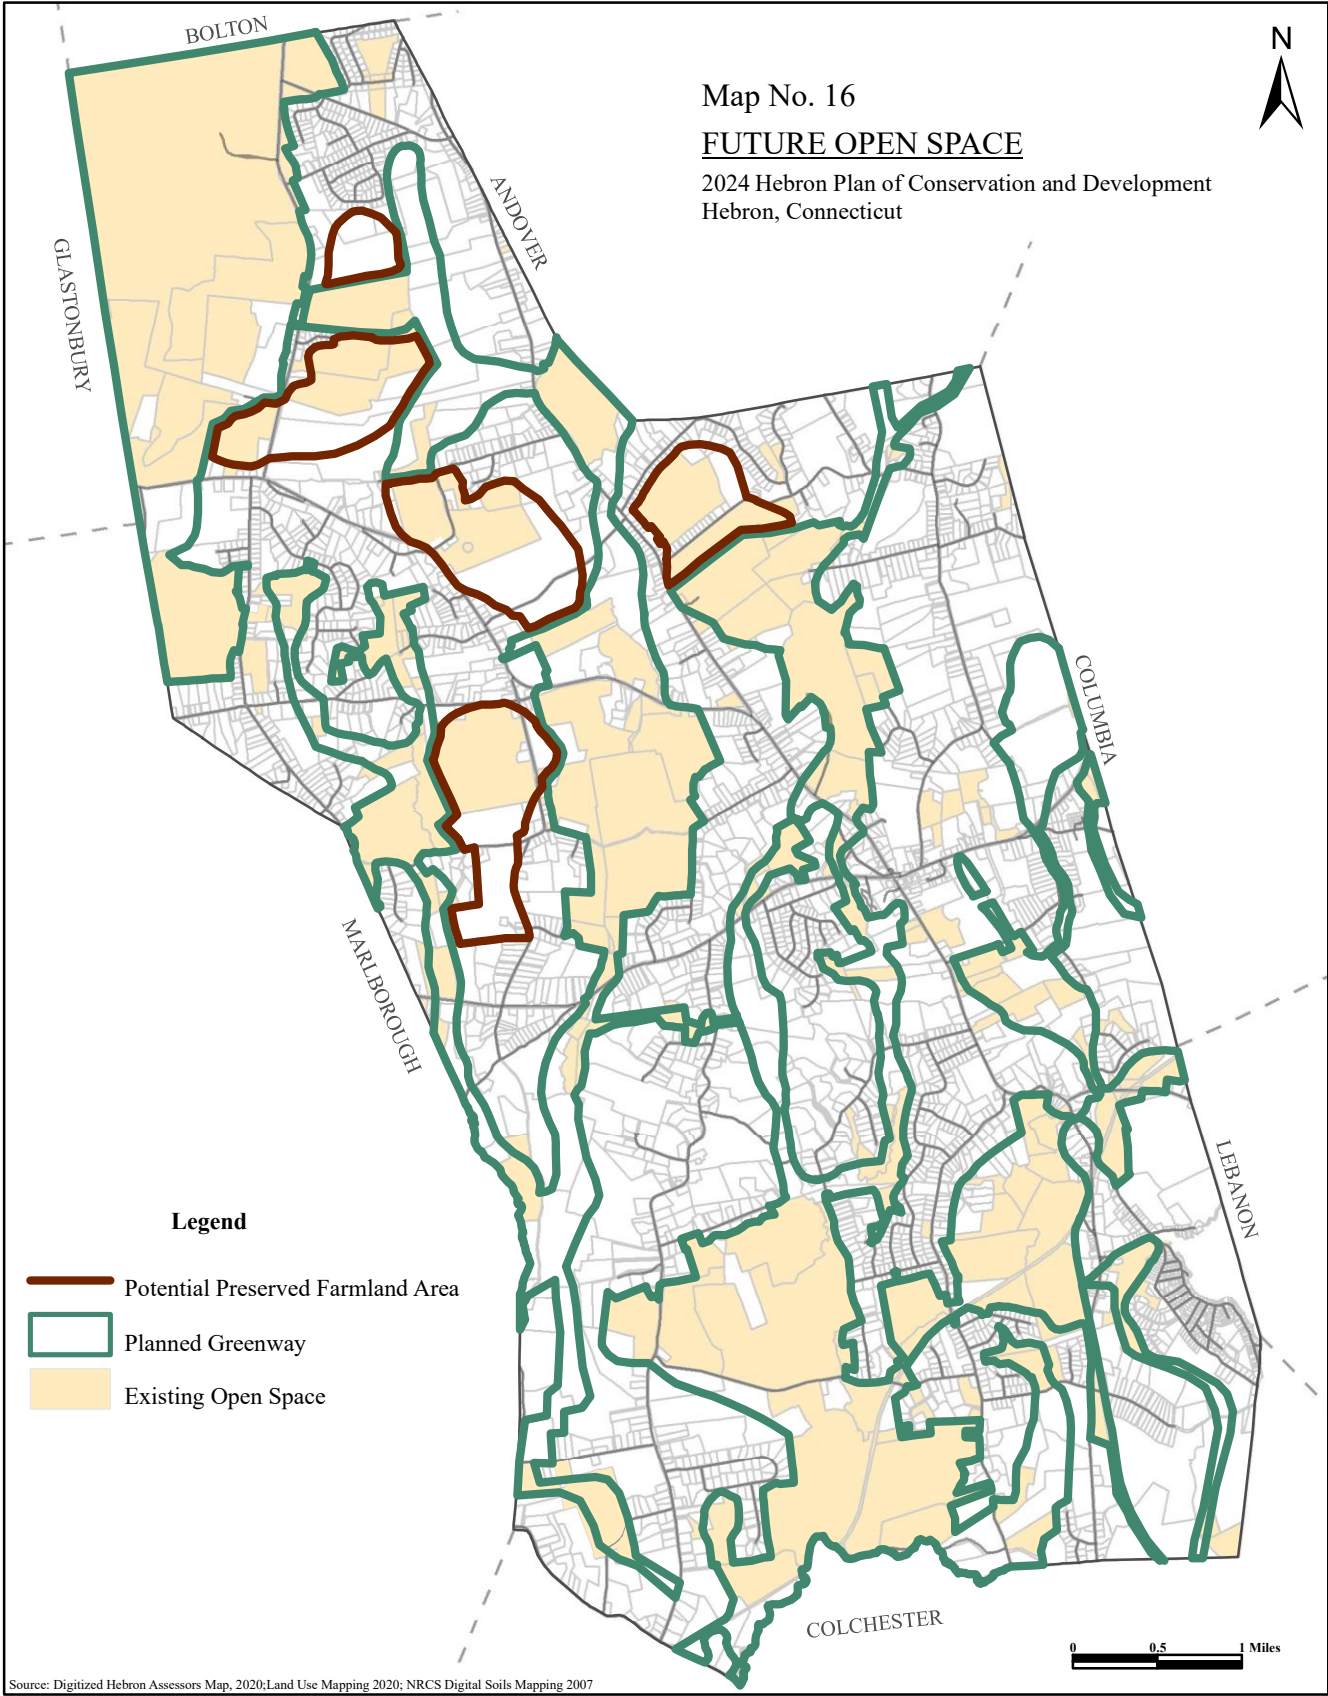 BOLTON
N
Map No. 16
FUTURE OPEN SPACE
2024 Hebron Plan of Conservation and Development
Hebron, Connecticut
ANDOVER
GLASTONBURY
COLUMBIA
MARLBOROUGH
LEBANON
Legend
Potential Preserved Farmland Area
Planned Greenway
Existing Open Space
COLCHESTER
0 0.5 1 Miles
Source: Digitized Hebron Assessors Map, 2020;Land Use Mapping 2020; NRCS Digital Soils Mapping 2007